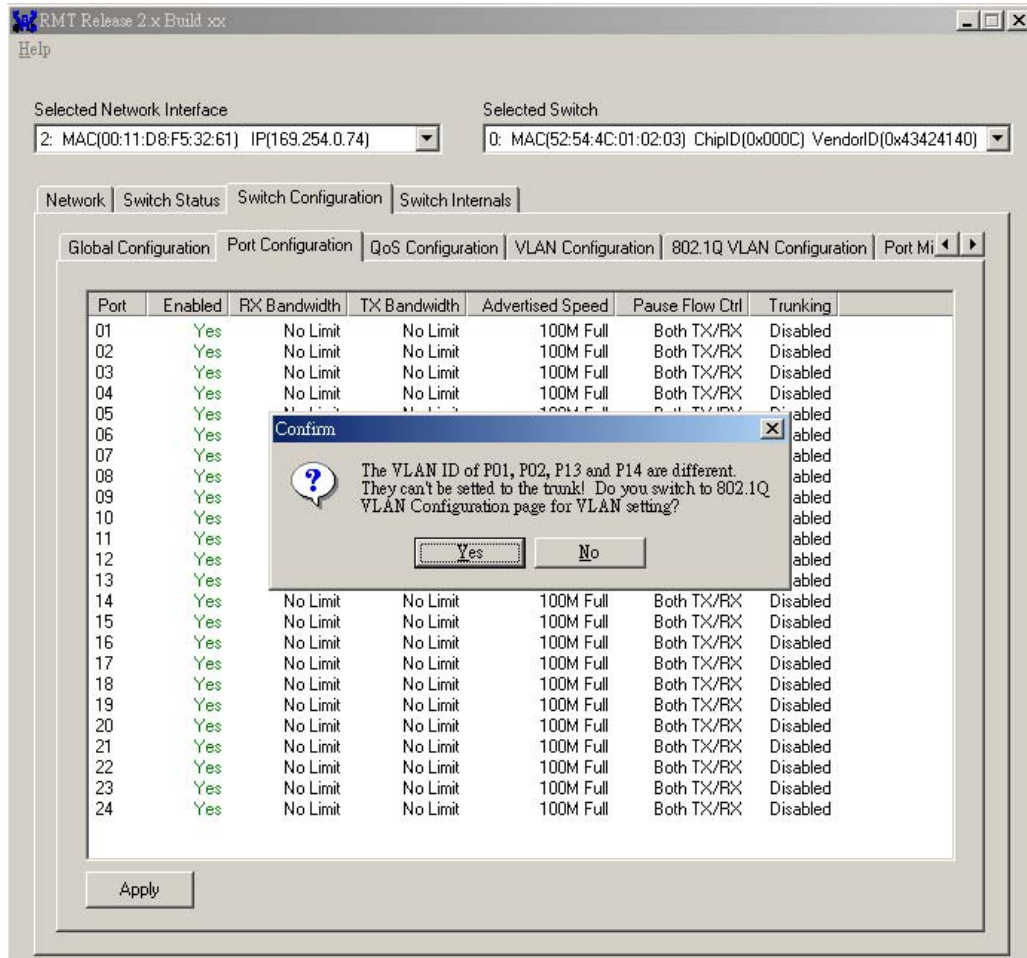 RMT Release 2.x Build xx
Help
Selected Network Interface
Selected Switch
2: MAC(00:11:D8:F5:32:61) IP(169.254.0.74)
0: MAC(52:54:4C:01:02:03) ChipID(0x000C) VendorID(0x43424140)
Network Switch Status Switch Configuration Switch Internals
Global Configuration Port Configuration QoS Configuration VLAN Configuration 802.1Q VLAN Configuration Port Mi
Port Enabled RX Bandwidth TX Bandwidth Advertised Speed Pause Flow Ctrl Trunking
01 Yes No Limit No Limit 100M Full Both TX/RX Disabled
02 Yes No Limit No Limit 100M Full Both TX/RX Disabled
03 Yes No Limit No Limit 100M Full Both TX/RX Disabled
04 Yes No Limit No Limit 100M Full Both TX/RX Disabled
05 Yes
06 Yes abled
07 Yes abled
08 Yes abled
09 Yes abled
10 Yes abled
11 Yes abled
12 Yes abled
13 Yes abled
Confirm
The VLAN ID of P01, P02, P13 and P14 are different.
They can't be setted to the trunk! Do you switch to 802.1Q
VLAN Configuration page for VLAN setting?
Yes No
14 Yes No Limit No Limit 100M Full Both TX/RX Disabled
15 Yes No Limit No Limit 100M Full Both TX/RX Disabled
16 Yes No Limit No Limit 100M Full Both TX/RX Disabled
17 Yes No Limit No Limit 100M Full Both TX/RX Disabled
18 Yes No Limit No Limit 100M Full Both TX/RX Disabled
19 Yes No Limit No Limit 100M Full Both TX/RX Disabled
20 Yes No Limit No Limit 100M Full Both TX/RX Disabled
21 Yes No Limit No Limit 100M Full Both TX/RX Disabled
22 Yes No Limit No Limit 100M Full Both TX/RX Disabled
23 Yes No Limit No Limit 100M Full Both TX/RX Disabled
24 Yes No Limit No Limit 100M Full Both TX/RX Disabled
Apply